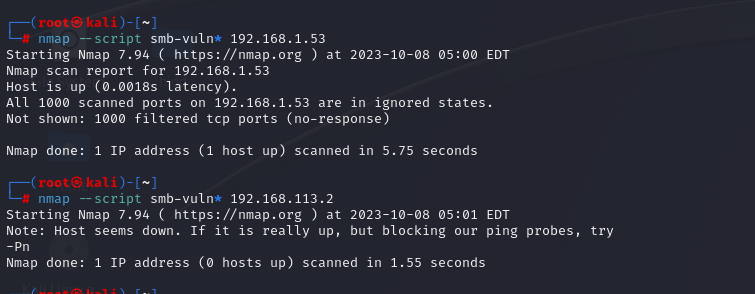 ┌──(root㉿kali)-[~]
└─# nmap --script smb-vuln* 192.168.1.53
Starting Nmap 7.94 ( https://nmap.org ) at 2023-10-08 05:00 EDT
Nmap scan report for 192.168.1.53
Host is up (0.0018s latency).
All 1000 scanned ports on 192.168.1.53 are in ignored states.
Not shown: 1000 filtered tcp ports (no-response)

Nmap done: 1 IP address (1 host up) scanned in 5.75 seconds

┌──(root㉿kali)-[~]
└─# nmap --script smb-vuln* 192.168.113.2
Starting Nmap 7.94 ( https://nmap.org ) at 2023-10-08 05:01 EDT
Note: Host seems down. If it is really up, but blocking our ping probes, try
-Pn
Nmap done: 1 IP address (0 hosts up) scanned in 1.55 seconds

┌──(root㉿kali)-[~]